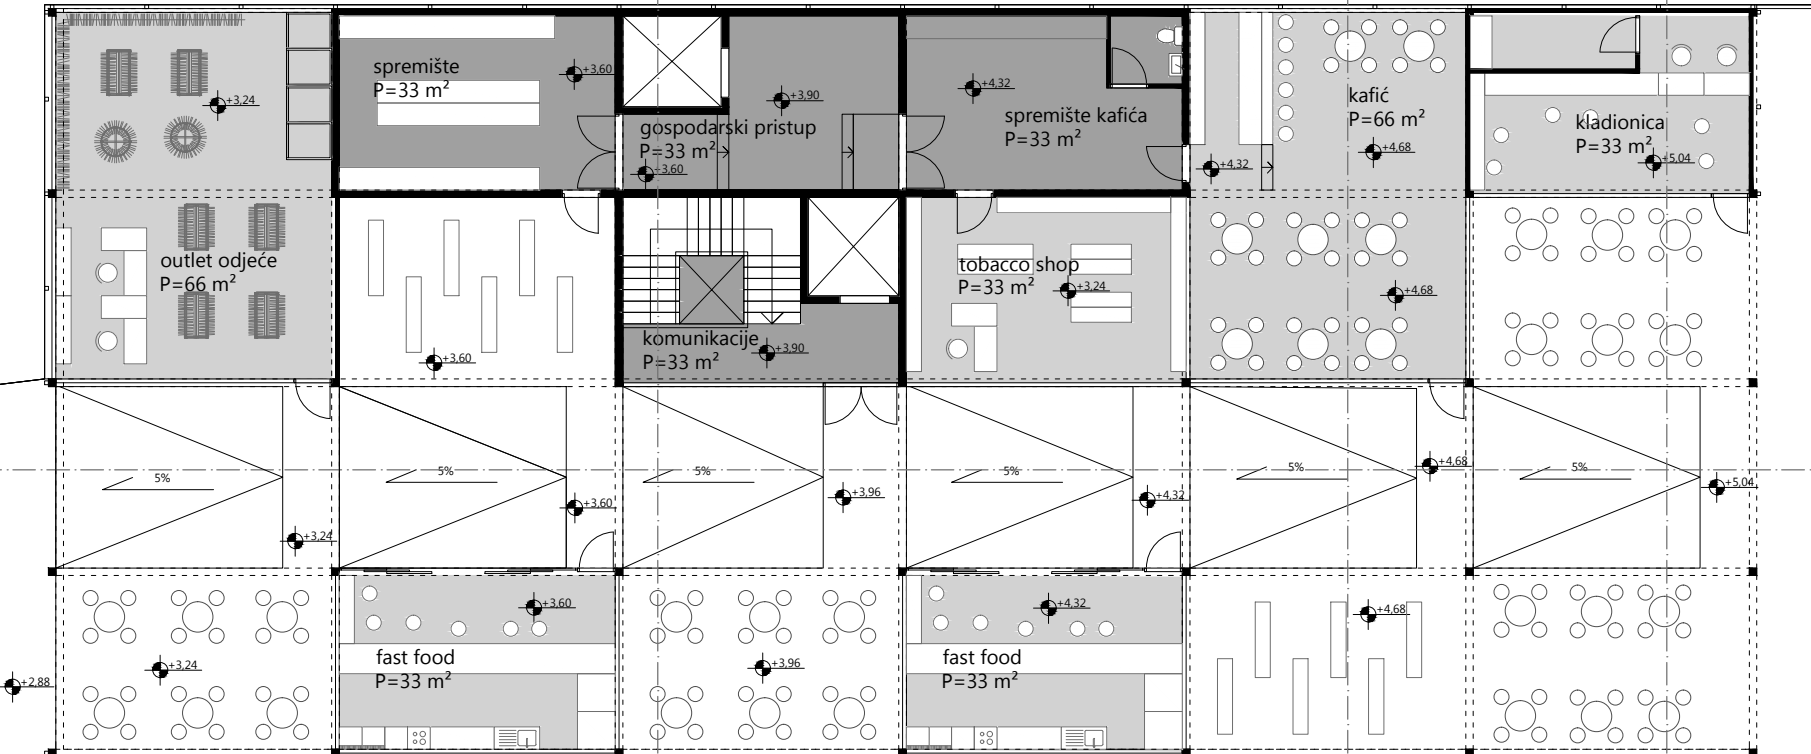 spremište
P=33 m²
+3,60
+3,24
gospodarski pristup
P=33 m²
+3,90
+3,60
spremište kafića
P=33 m²
+4,32
kafić
P=66 m²
+4,68
+4,32
kladionica
P=33 m²
+5,04
outlet odjeće
P=66 m²
+3,60
komunikacije
P=33 m²
+3,90
tobacco shop
P=33 m²
+3,24
+4,68
5%
+3,24
5%
+3,60
5%
+3,96
5%
+4,32
5%
+4,68
5%
+5,04
+2,88
+3,24
+3,60
fast food
P=33 m²
+3,96
+4,32
fast food
P=33 m²
+4,68